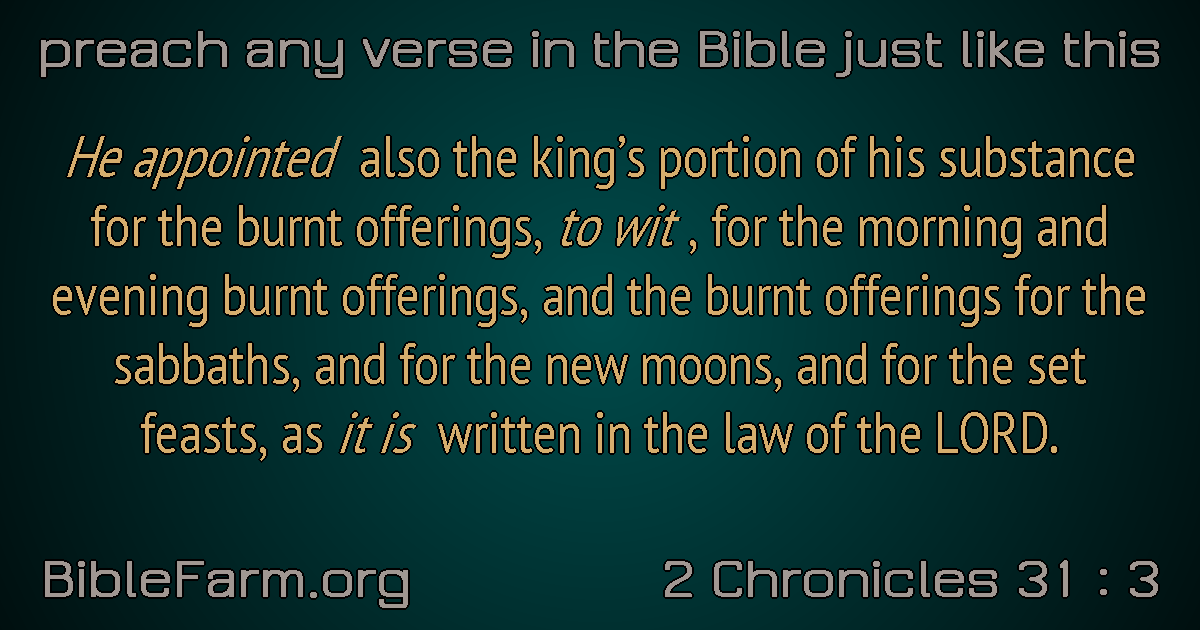 preach any verse in the Bible just like this
He appointed also the king’s portion of his substance
for the burnt offerings, to wit , for the morning and
evening burnt offerings, and the burnt offerings for the
sabbaths, and for the new moons, and for the set
feasts, as it is written in the law of the LORD.
BibleFarm.org
2 Chronicles 31 : 3